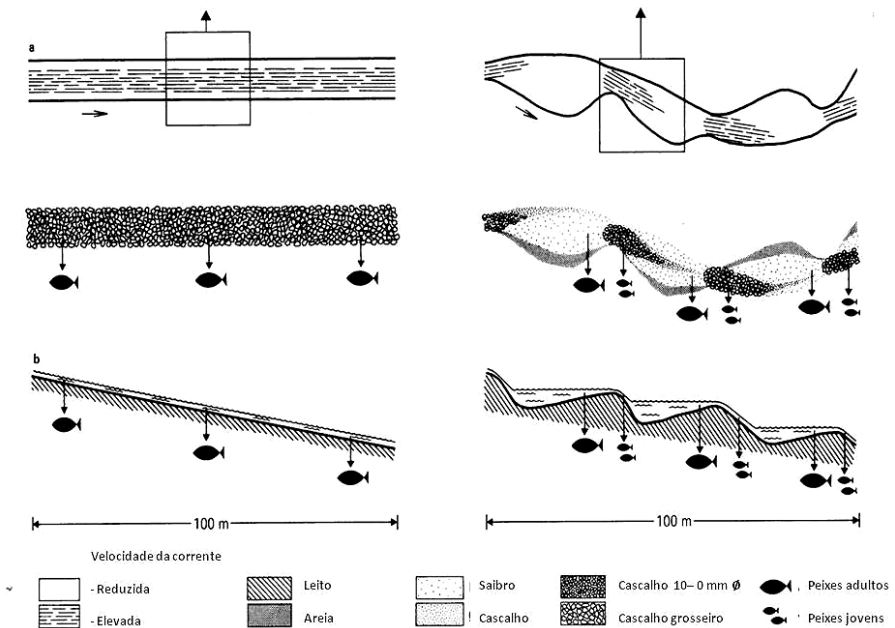 a
b
100 m
100 m
Velocidade da corrente
- Reduzida
Leito
Saibro
Cascalho 10– 0 mm Ø
Peixes adultos
- Elevada
Areia
Cascalho
Cascalho grosseiro
Peixes jovens